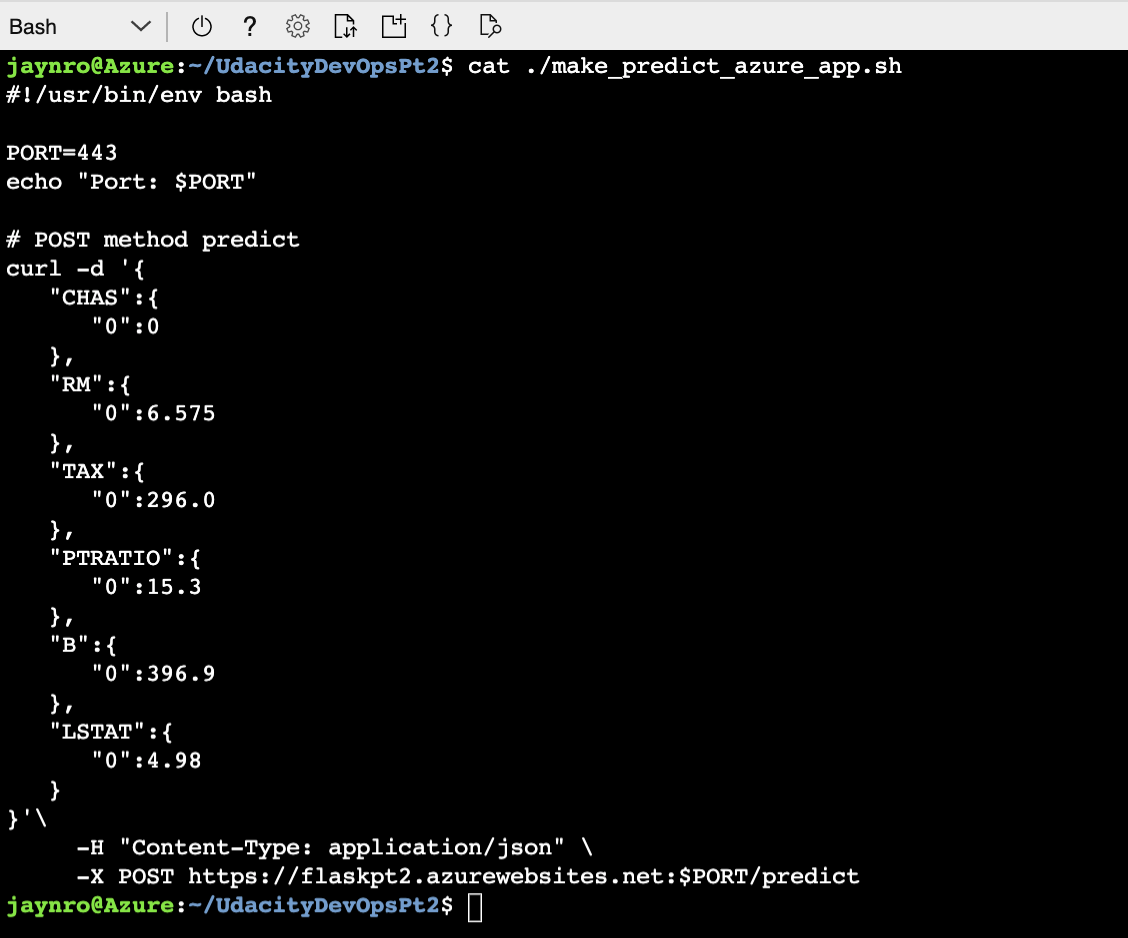 Bash
jaynro@Azure:~/UdacityDevOpsPt2$ cat ./make_predict_azure_app.sh
#!/usr/bin/env bash

PORT=443
echo "Port: $PORT"

# POST method predict
curl -d '{
   "CHAS":{
      "0":0
   },
   "RM":{
      "0":6.575
   },
   "TAX":{
      "0":296.0
   },
   "PTRATIO":{
      "0":15.3
   },
   "B":{
      "0":396.9
   },
   "LSTAT":{
      "0":4.98
   }
}'\
     -H "Content-Type: application/json" \
     -X POST https://flaskpt2.azurewebsites.net:$PORT/predict
jaynro@Azure:~/UdacityDevOpsPt2$